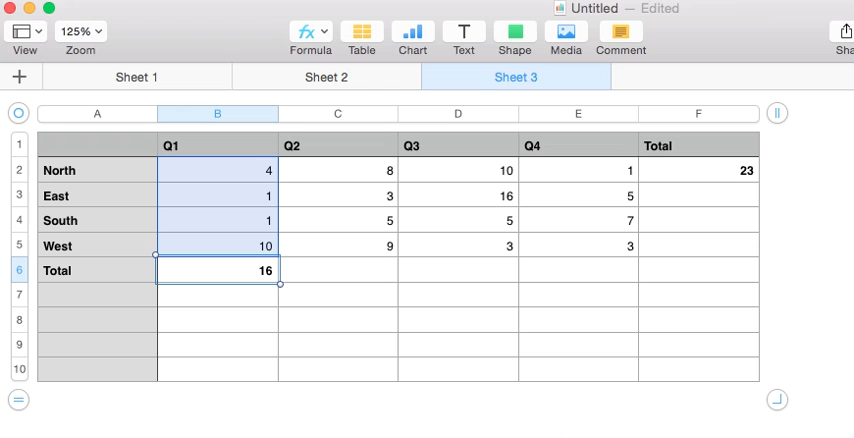 Untitled — Edited
View 125% Zoom fx Formula Table Chart T Text Shape Media Comment
+ Sheet 1 Sheet 2 Sheet 3
A B C D E F
1 Q1 Q2 Q3 Q4 Total
2 North 4 8 10 1 23
3 East 1 3 16 5
4 South 1 5 5 7
5 West 10 9 3 3
6 Total 16
7
8
9
10